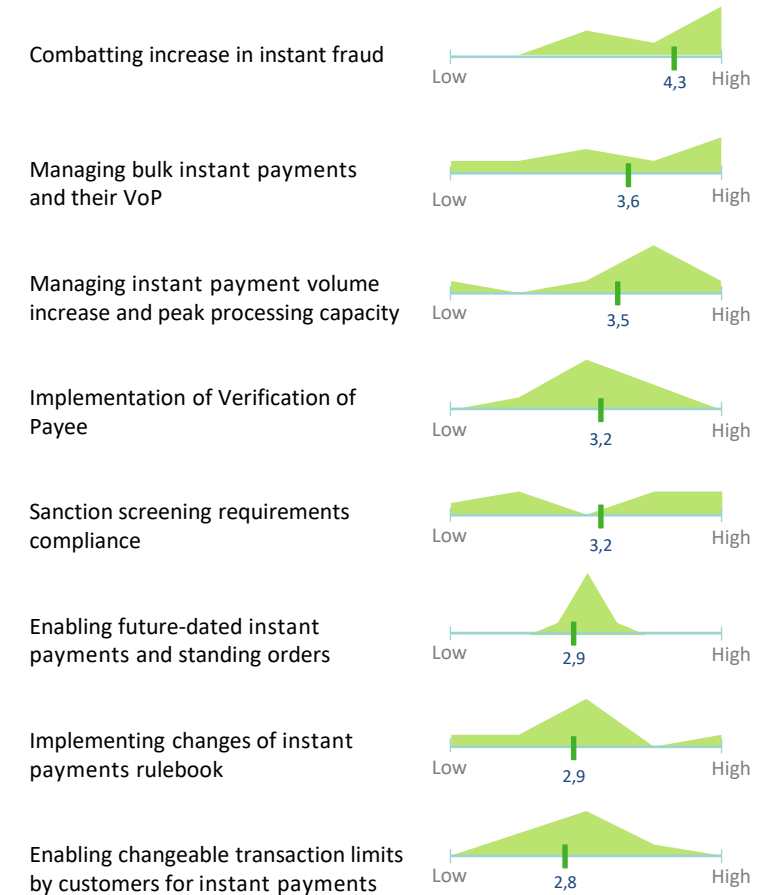 Combatting increase in instant fraud
Low
4,3
High
Managing bulk instant payments
and their VoP
Low
3,6
High
Managing instant payment volume
increase and peak processing capacity
Low
3,5
High
Implementation of Verification of
Payee
Low
3,2
High
Sanction screening requirements
compliance
Low
3,2
High
Enabling future-dated instant
payments and standing orders
Low
2,9
High
Implementing changes of instant
payments rulebook
Low
2,9
High
Enabling changeable transaction limits
by customers for instant payments
Low
2,8
High